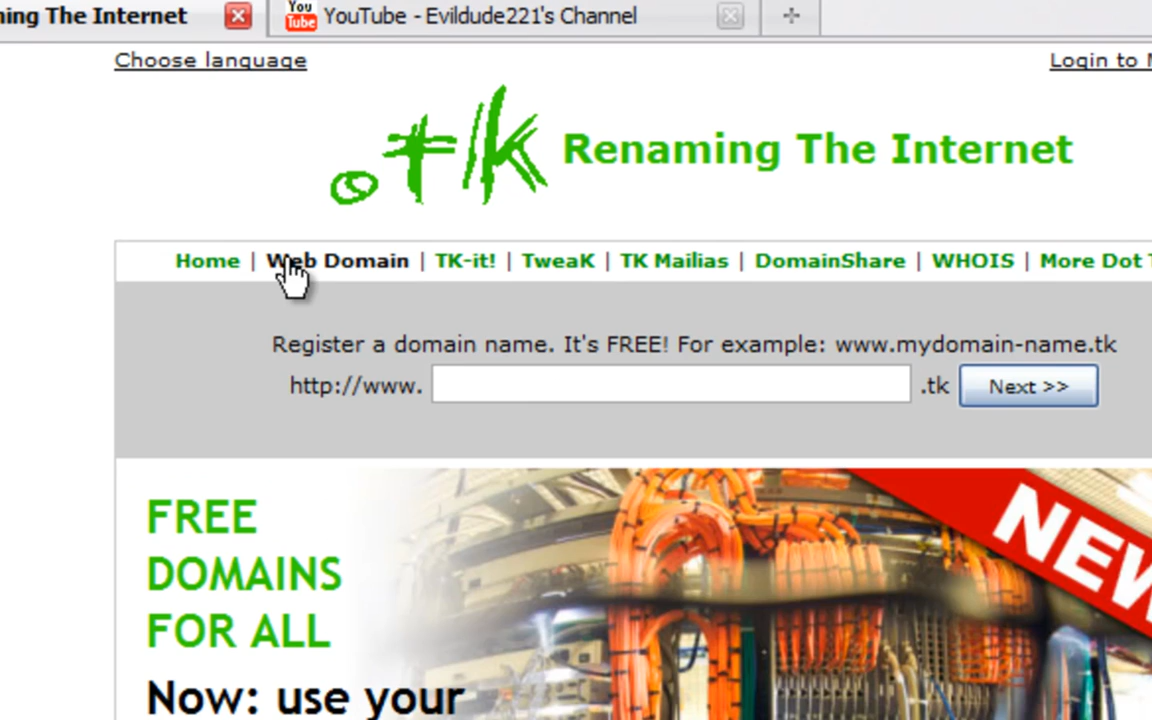 ning The Internet
You Tube YouTube - Evildude221's Channel
Choose language
Login to
.tk Renaming The Internet
Home | Web Domain | TK-it! | TweaK | TK Mailias | DomainShare | WHOIS | More Dot
Register a domain name. It's FREE! For example: www.mydomain-name.tk
http://www. .tk Next >>
FREE
DOMAINS
FOR ALL
NEW
Now: use your